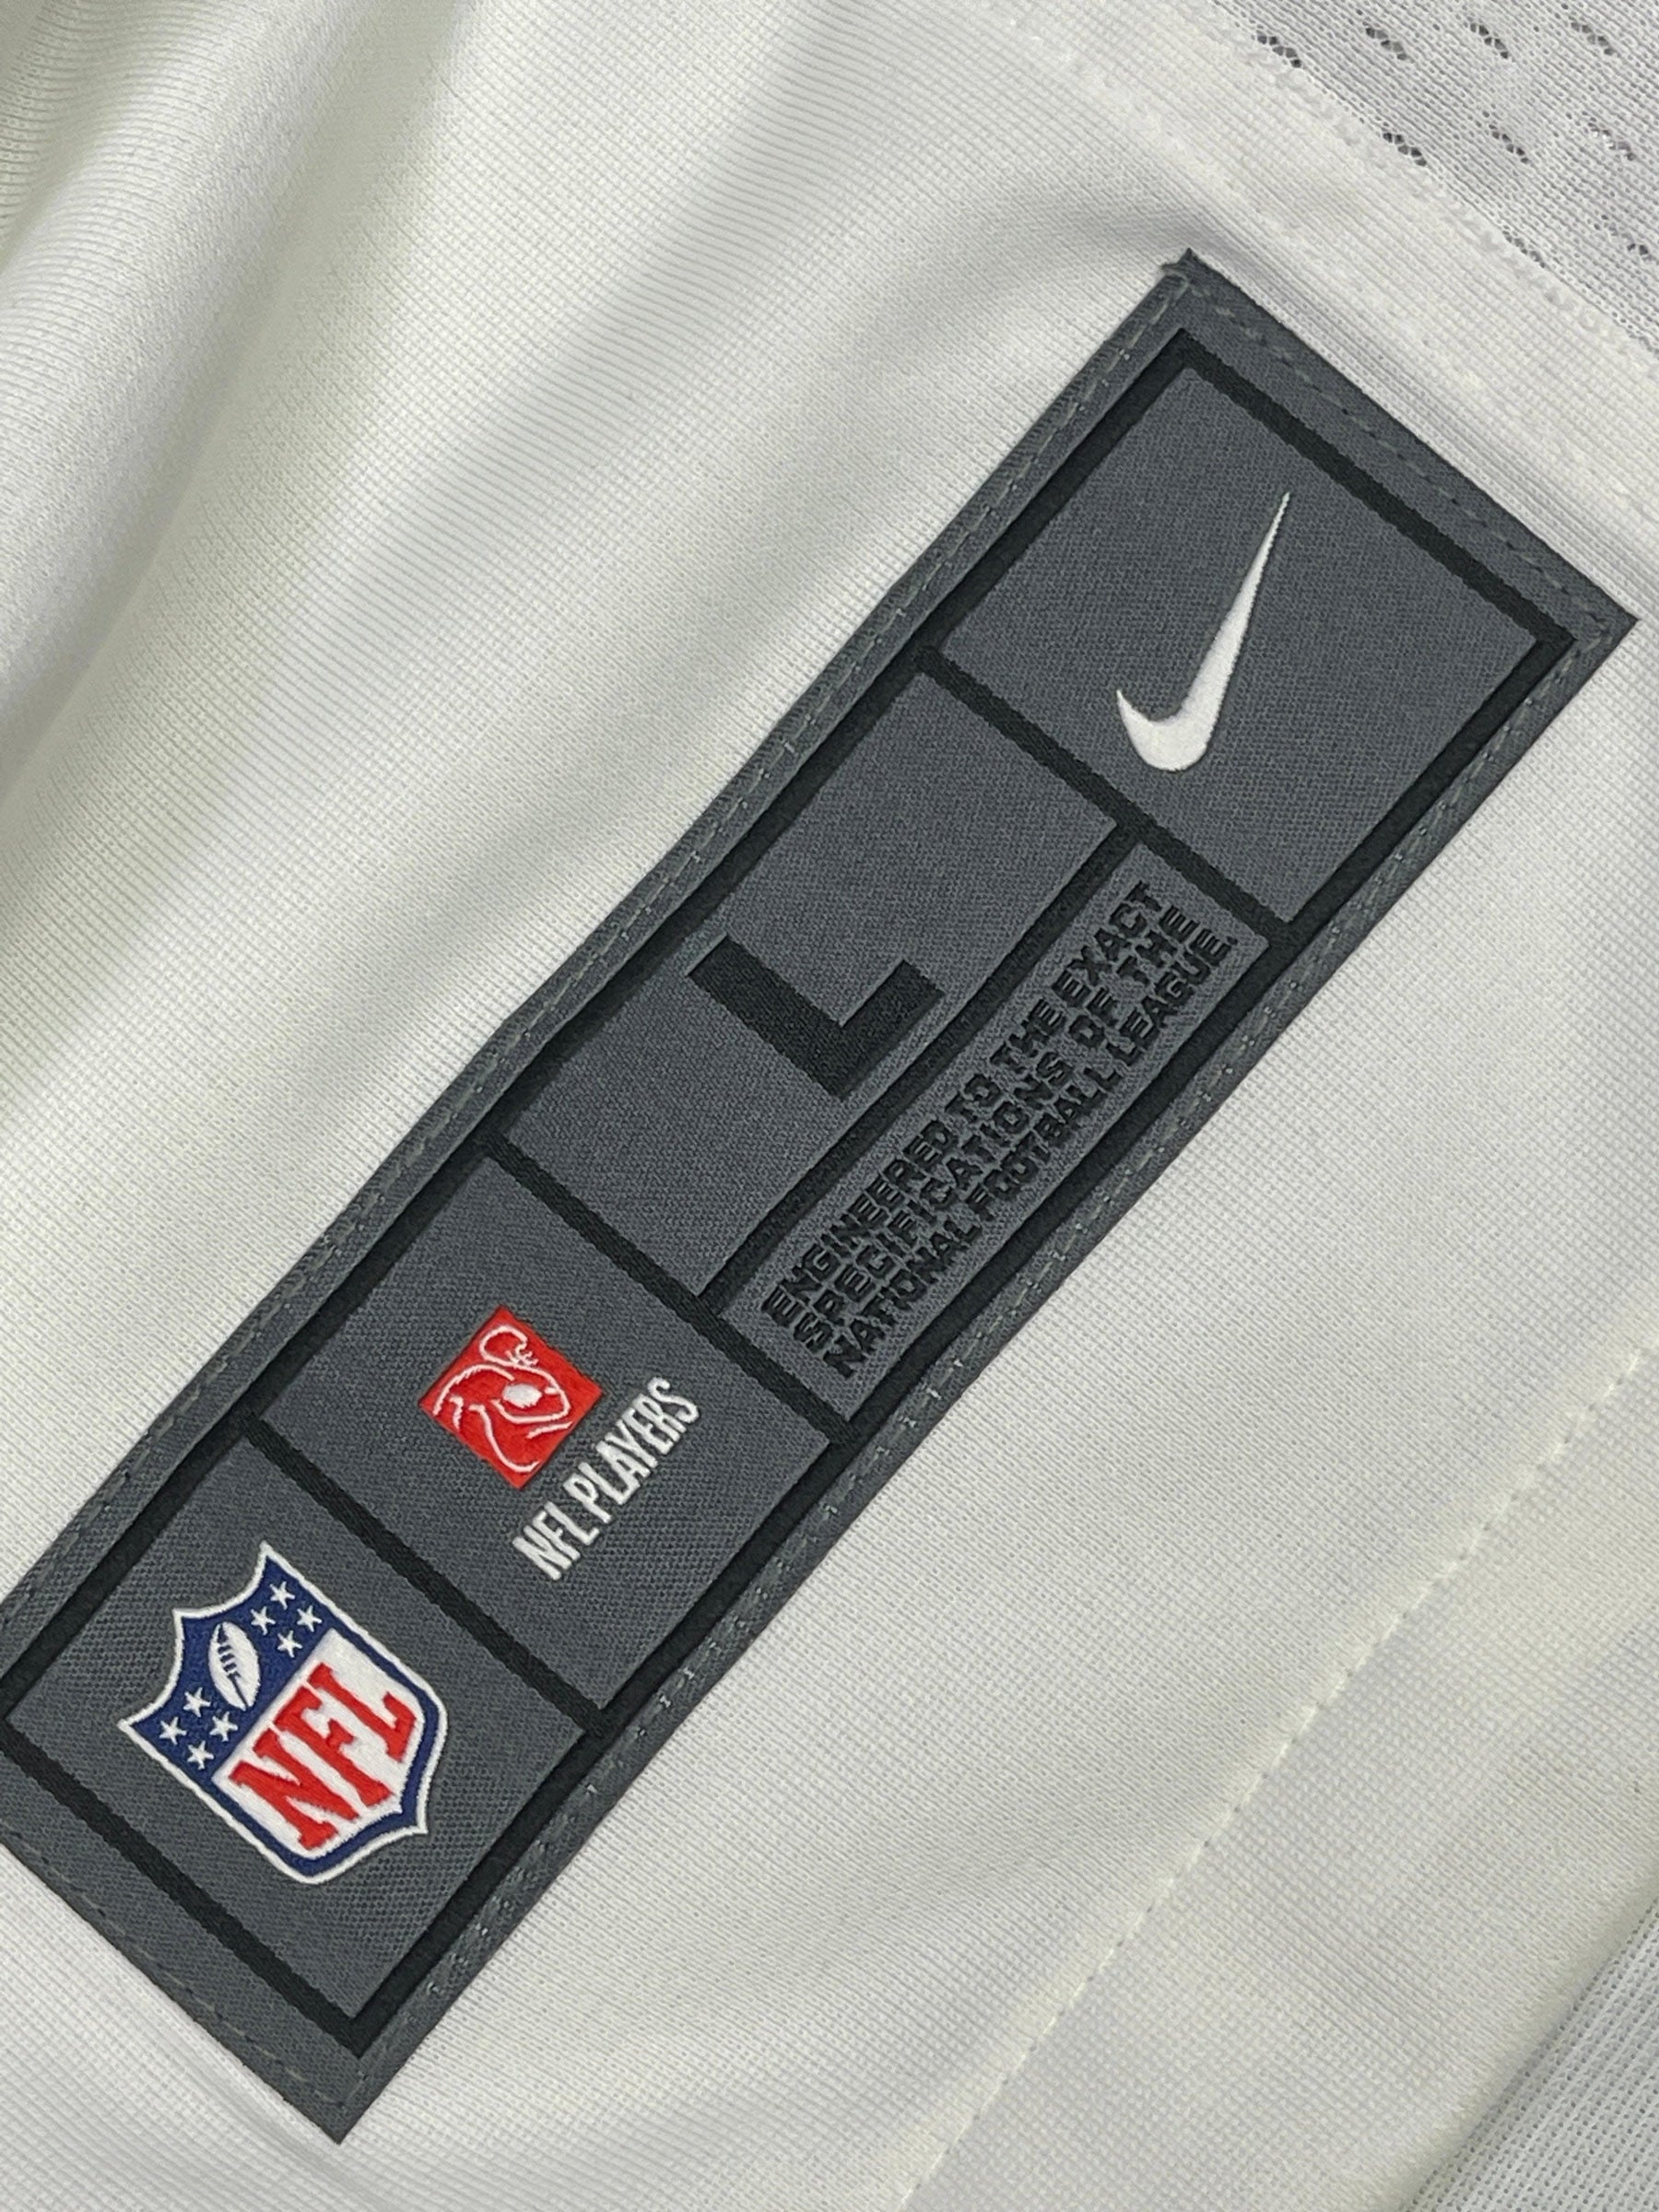 L
ENGINEERED TO THE EXACT
SPECIFICATIONS OF THE
NATIONAL FOOTBALL LEAGUE.
NFL PLAYERS
NFL